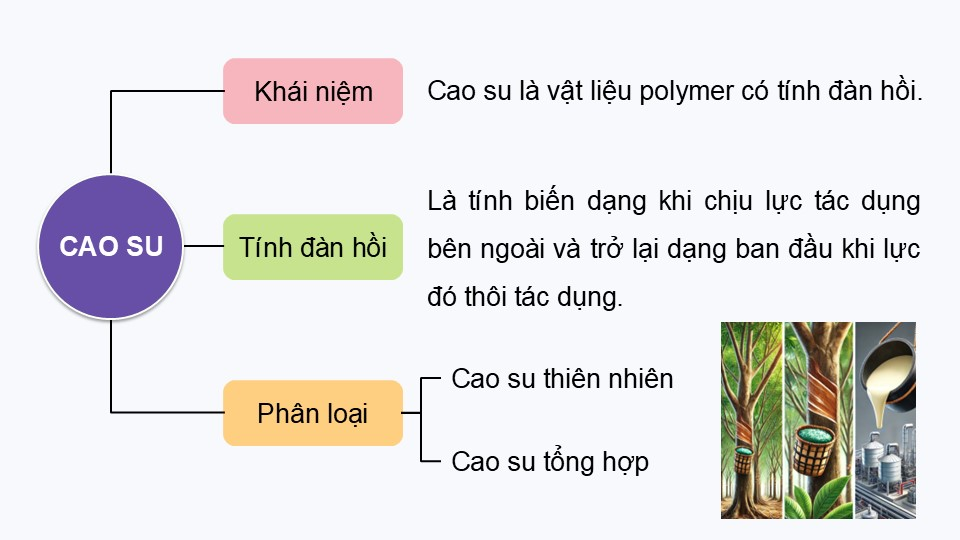 Khái niệm
Cao su là vật liệu polymer có tính đàn hồi.
CAO SU
Tính đàn hồi
Là tính biến dạng khi chịu lực tác dụng
bên ngoài và trở lại dạng ban đầu khi lực
đó thôi tác dụng.
Phân loại
Cao su thiên nhiên
Cao su tổng hợp